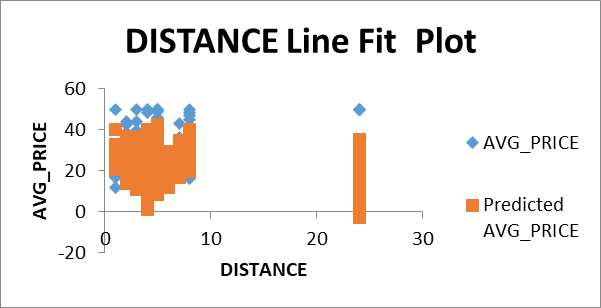 DISTANCE Line Fit  Plot
60
40
20
0
-20
0 10 20 30
AVG_PRICE
DISTANCE
AVG_PRICE
Predicted
AVG_PRICE